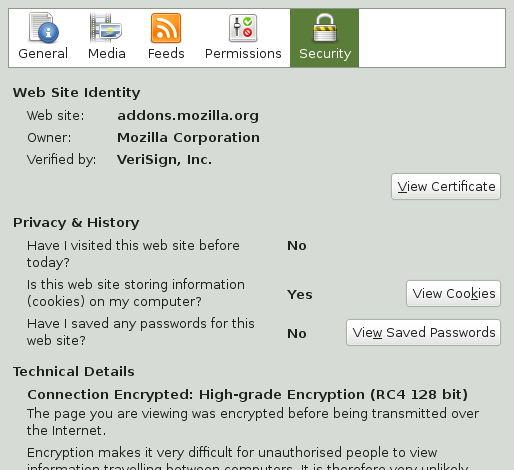 General Media Feeds Permissions Security
Web Site Identity
Web site: addons.mozilla.org
Owner: Mozilla Corporation
Verified by: VeriSign, Inc.
View Certificate
Privacy & History
Have I visited this web site before
today?
No
Is this web site storing information
(cookies) on my computer?
Yes
View Cookies
Have I saved any passwords for this
web site?
No
View Saved Passwords
Technical Details
Connection Encrypted: High-grade Encryption (RC4 128 bit)
The page you are viewing was encrypted before being transmitted over
the Internet.
Encryption makes it very difficult for unauthorised people to view
information travelling between computers. It is therefore very unlikely